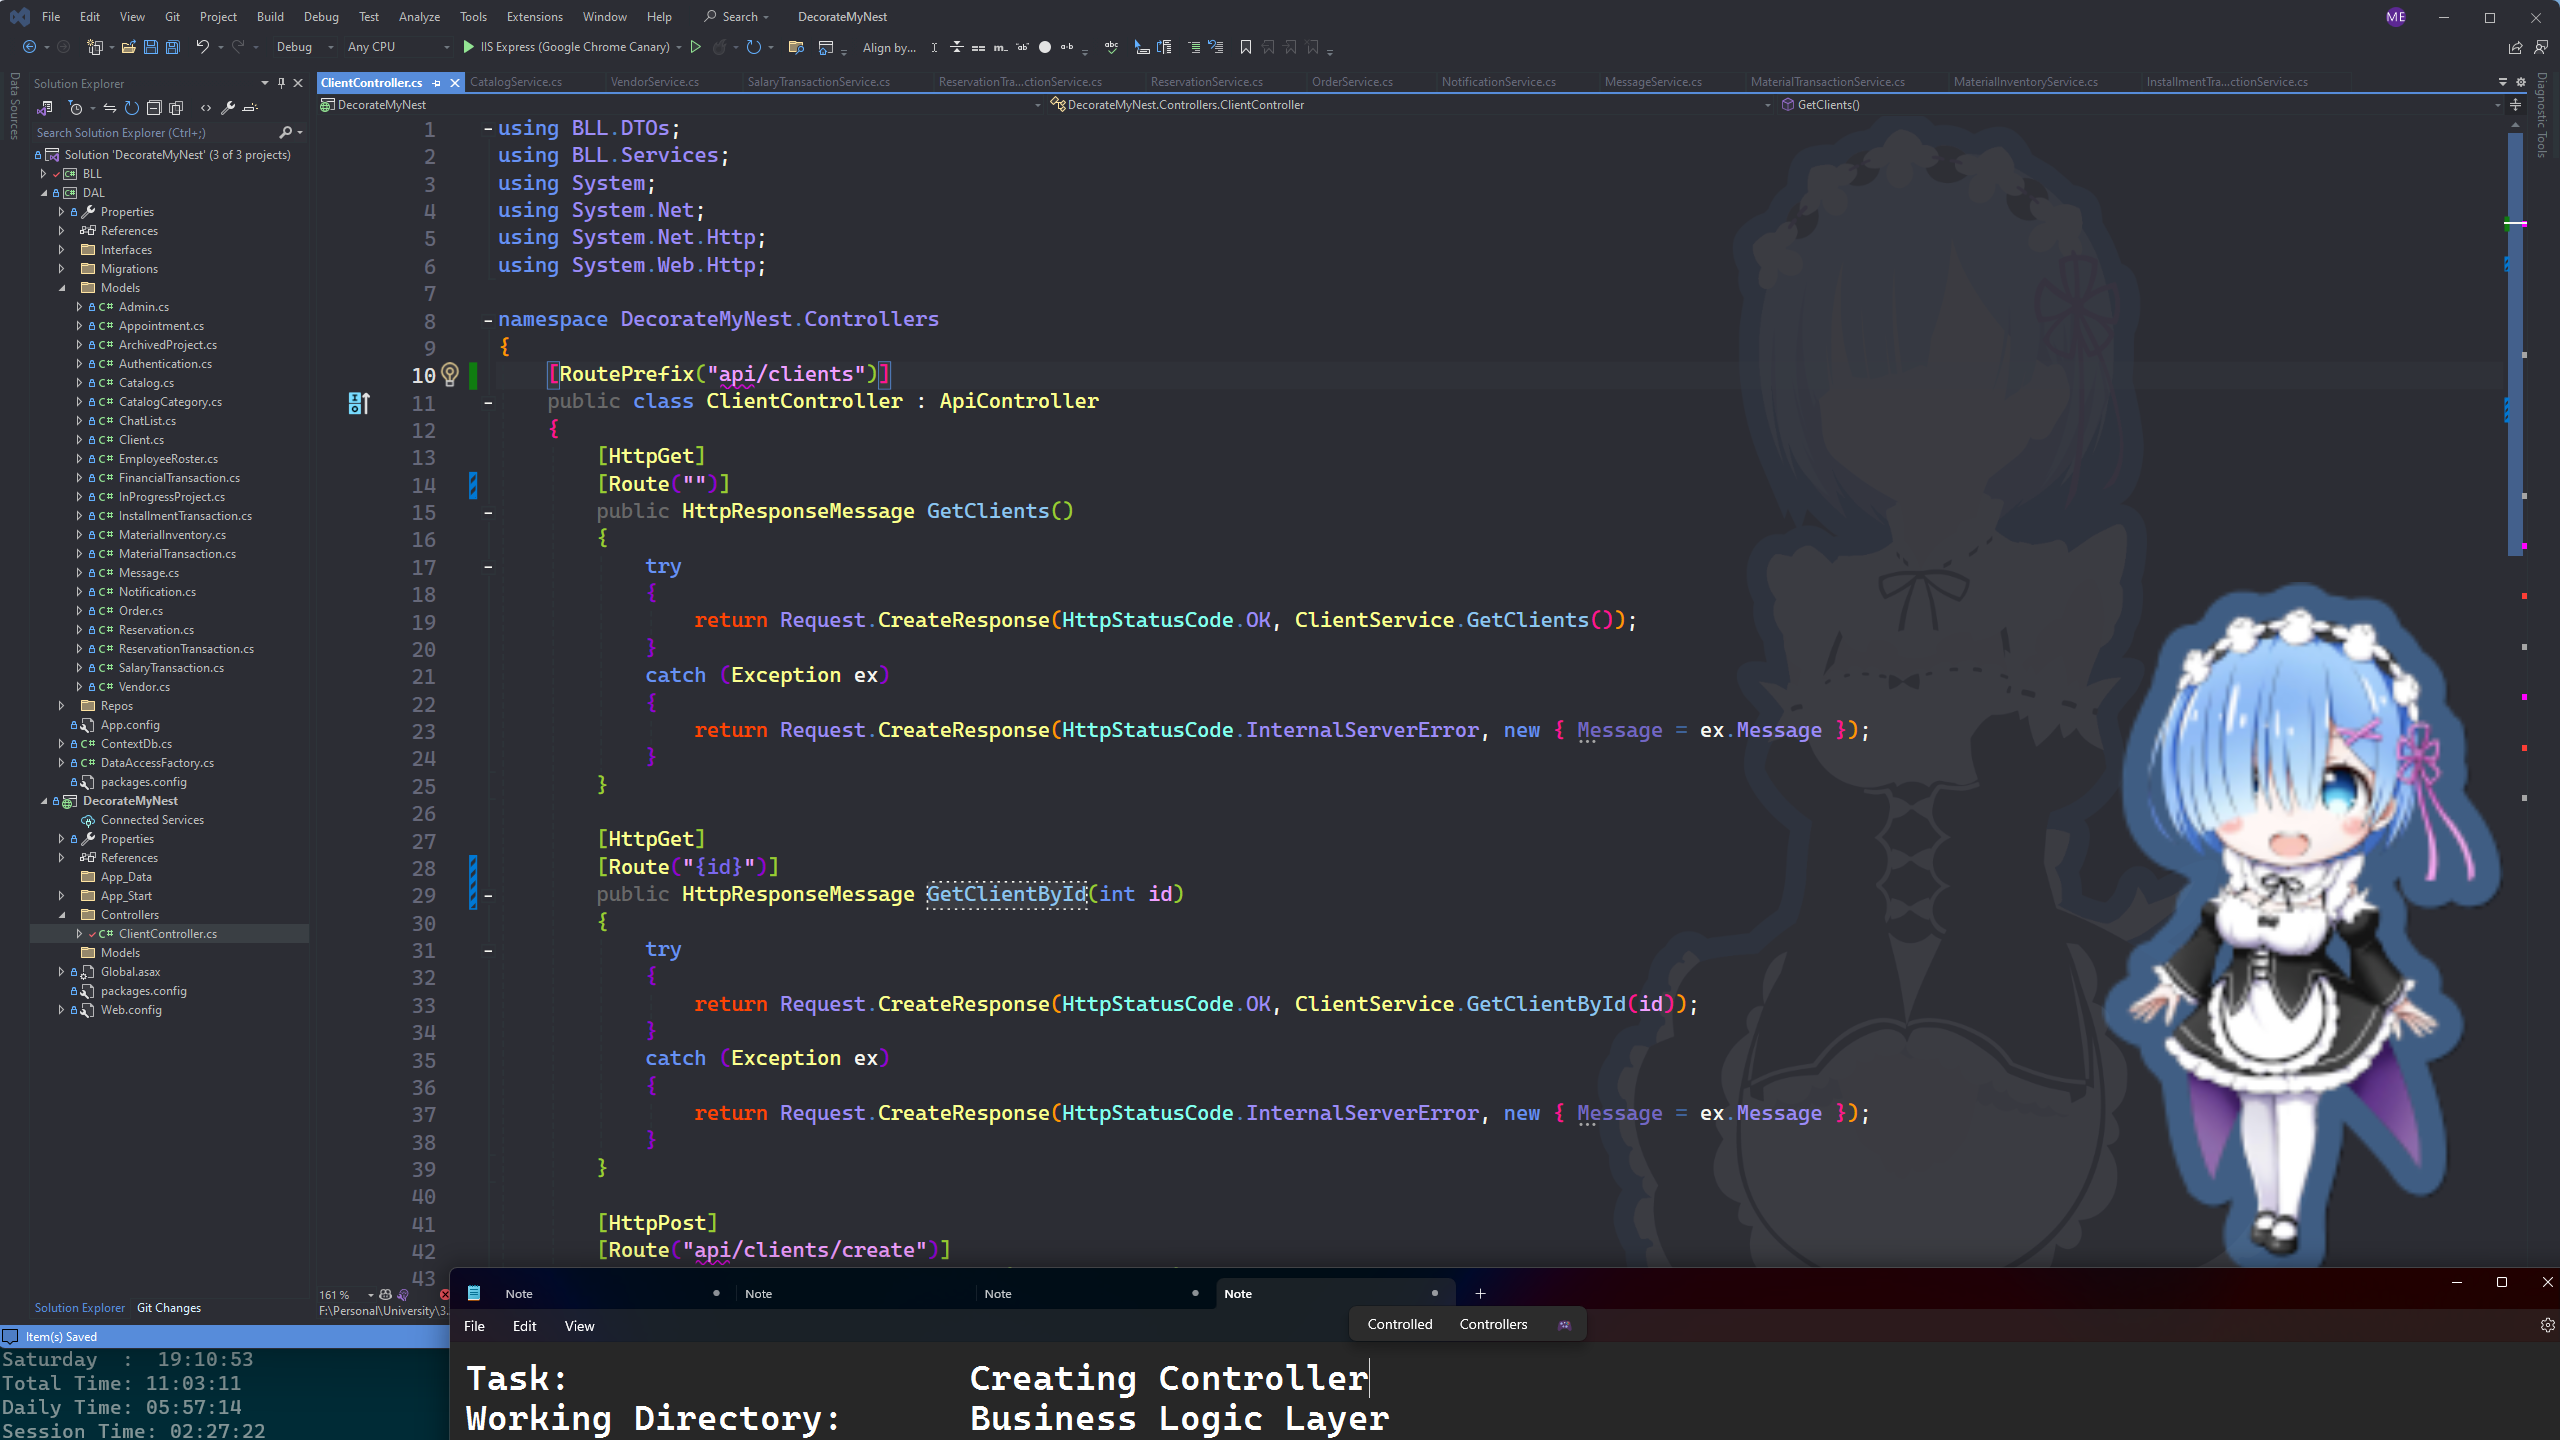 File Edit View Git Project Build Debug Test Analyze Tools Extensions Window Help Search DecorateMyNest ME
Debug Any CPU IIS Express (Google Chrome Canary) Align by...
Data Sources
Solution Explorer
Search Solution Explorer (Ctrl+;)
Solution 'DecorateMyNest' (3 of 3 projects)
BLL
DAL
Properties
References
Interfaces
Migrations
Models
Admin.cs
Appointment.cs
ArchivedProject.cs
Authentication.cs
Catalog.cs
CatalogCategory.cs
ChatList.cs
Client.cs
EmployeeRoster.cs
FinancialTransaction.cs
InProgressProject.cs
InstallmentTransaction.cs
MaterialInventory.cs
MaterialTransaction.cs
Message.cs
Notification.cs
Order.cs
Reservation.cs
ReservationTransaction.cs
SalaryTransaction.cs
Vendor.cs
Repos
App.config
ContextDb.cs
DataAccessFactory.cs
packages.config
DecorateMyNest
Connected Services
Properties
References
App_Data
App_Start
Controllers
ClientController.cs
Models
Global.asax
packages.config
Web.config
Solution Explorer Git Changes
ClientController.cs CatalogService.cs VendorService.cs SalaryTransactionService.cs ReservationTra...ctionService.cs ReservationService.cs OrderService.cs NotificationService.cs MessageService.cs MaterialTransactionService.cs MaterialInventoryService.cs InstallmentTra...ctionService.cs
DecorateMyNest DecorateMyNest.Controllers.ClientController GetClients()
Diagnostic Tools
1 using BLL.DTOs;
2 using BLL.Services;
3 using System;
4 using System.Net;
5 using System.Net.Http;
6 using System.Web.Http;
7
8 namespace DecorateMyNest.Controllers
9 {
10 [RoutePrefix("api/clients")]
11 public class ClientController : ApiController
12 {
13 [HttpGet]
14 [Route("")]
15 public HttpResponseMessage GetClients()
16 {
17 try
18 {
19 return Request.CreateResponse(HttpStatusCode.OK, ClientService.GetClients());
20 }
21 catch (Exception ex)
22 {
23 return Request.CreateResponse(HttpStatusCode.InternalServerError, new { Message = ex.Message });
24 }
25 }
26
27 [HttpGet]
28 [Route("{id}")]
29 public HttpResponseMessage GetClientById(int id)
30 {
31 try
32 {
33 return Request.CreateResponse(HttpStatusCode.OK, ClientService.GetClientById(id));
34 }
35 catch (Exception ex)
36 {
37 return Request.CreateResponse(HttpStatusCode.InternalServerError, new { Message = ex.Message });
38 }
39 }
40
41 [HttpPost]
42 [Route("api/clients/create")]
43
161 %
F:\Personal\University\3...
Item(s) Saved
Saturday : 19:10:53
Total Time: 11:03:11
Daily Time: 05:57:14
Session Time: 02:27:22
Note Note Note Note
File Edit View
Controlled Controllers
Task: Creating Controller
Working Directory: Business Logic Layer